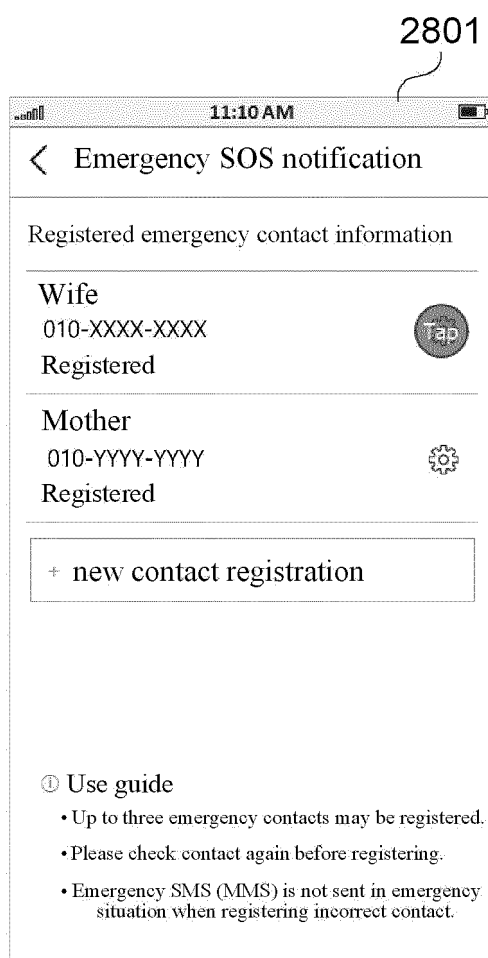 2801
11:10 AM
< Emergency SOS notification
Registered emergency contact information
Wife
010-XXXX-XXXX
Tap
Registered
Mother
010-YYYY-YYYY
Registered
+ new contact registration
ⓘ Use guide
• Up to three emergency contacts may be registered.
• Please check contact again before registering.
• Emergency SMS (MMS) is not sent in emergency
situation when registering incorrect contact.